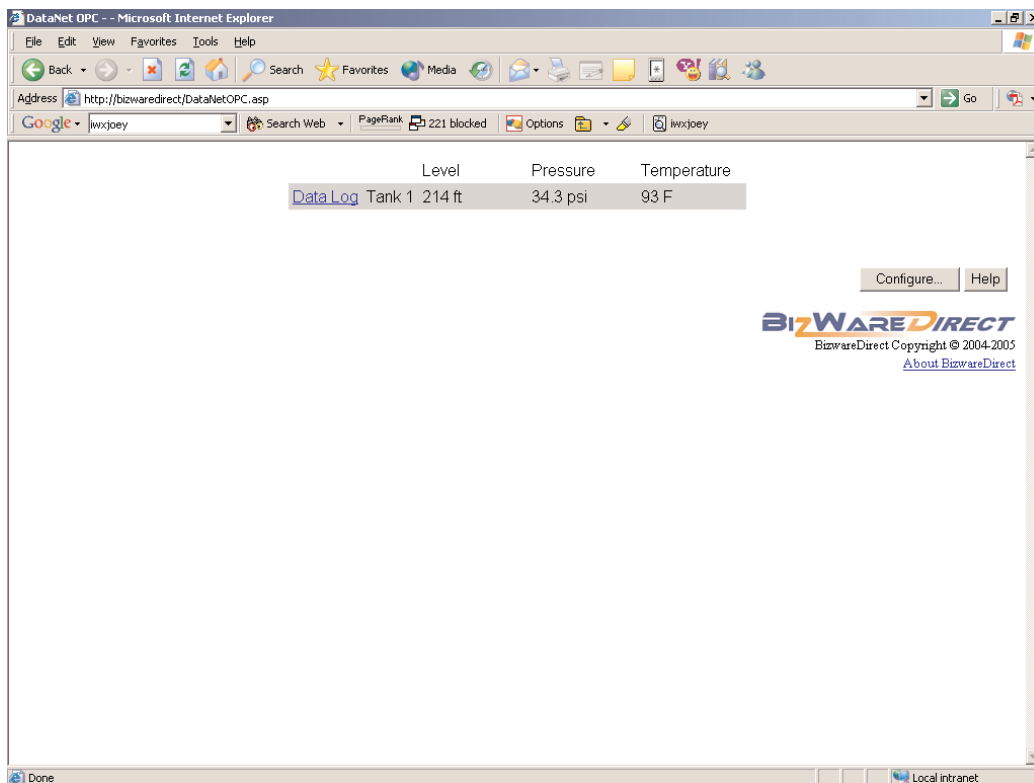 DataNet OPC - - Microsoft Internet Explorer
File Edit View Favorites Tools Help
Back Search Favorites Media
Address http://bizwaredirect/DataNetOPC.asp Go
Google iwxjoey Search Web PageRank 221 blocked Options iwxjoey
Level Pressure Temperature
Data Log Tank 1 214 ft 34.3 psi 93 F
Configure... Help
BIZWAREDIRECT
BizwareDirect Copyright © 2004-2005
About BizwareDirect
Done Local intranet